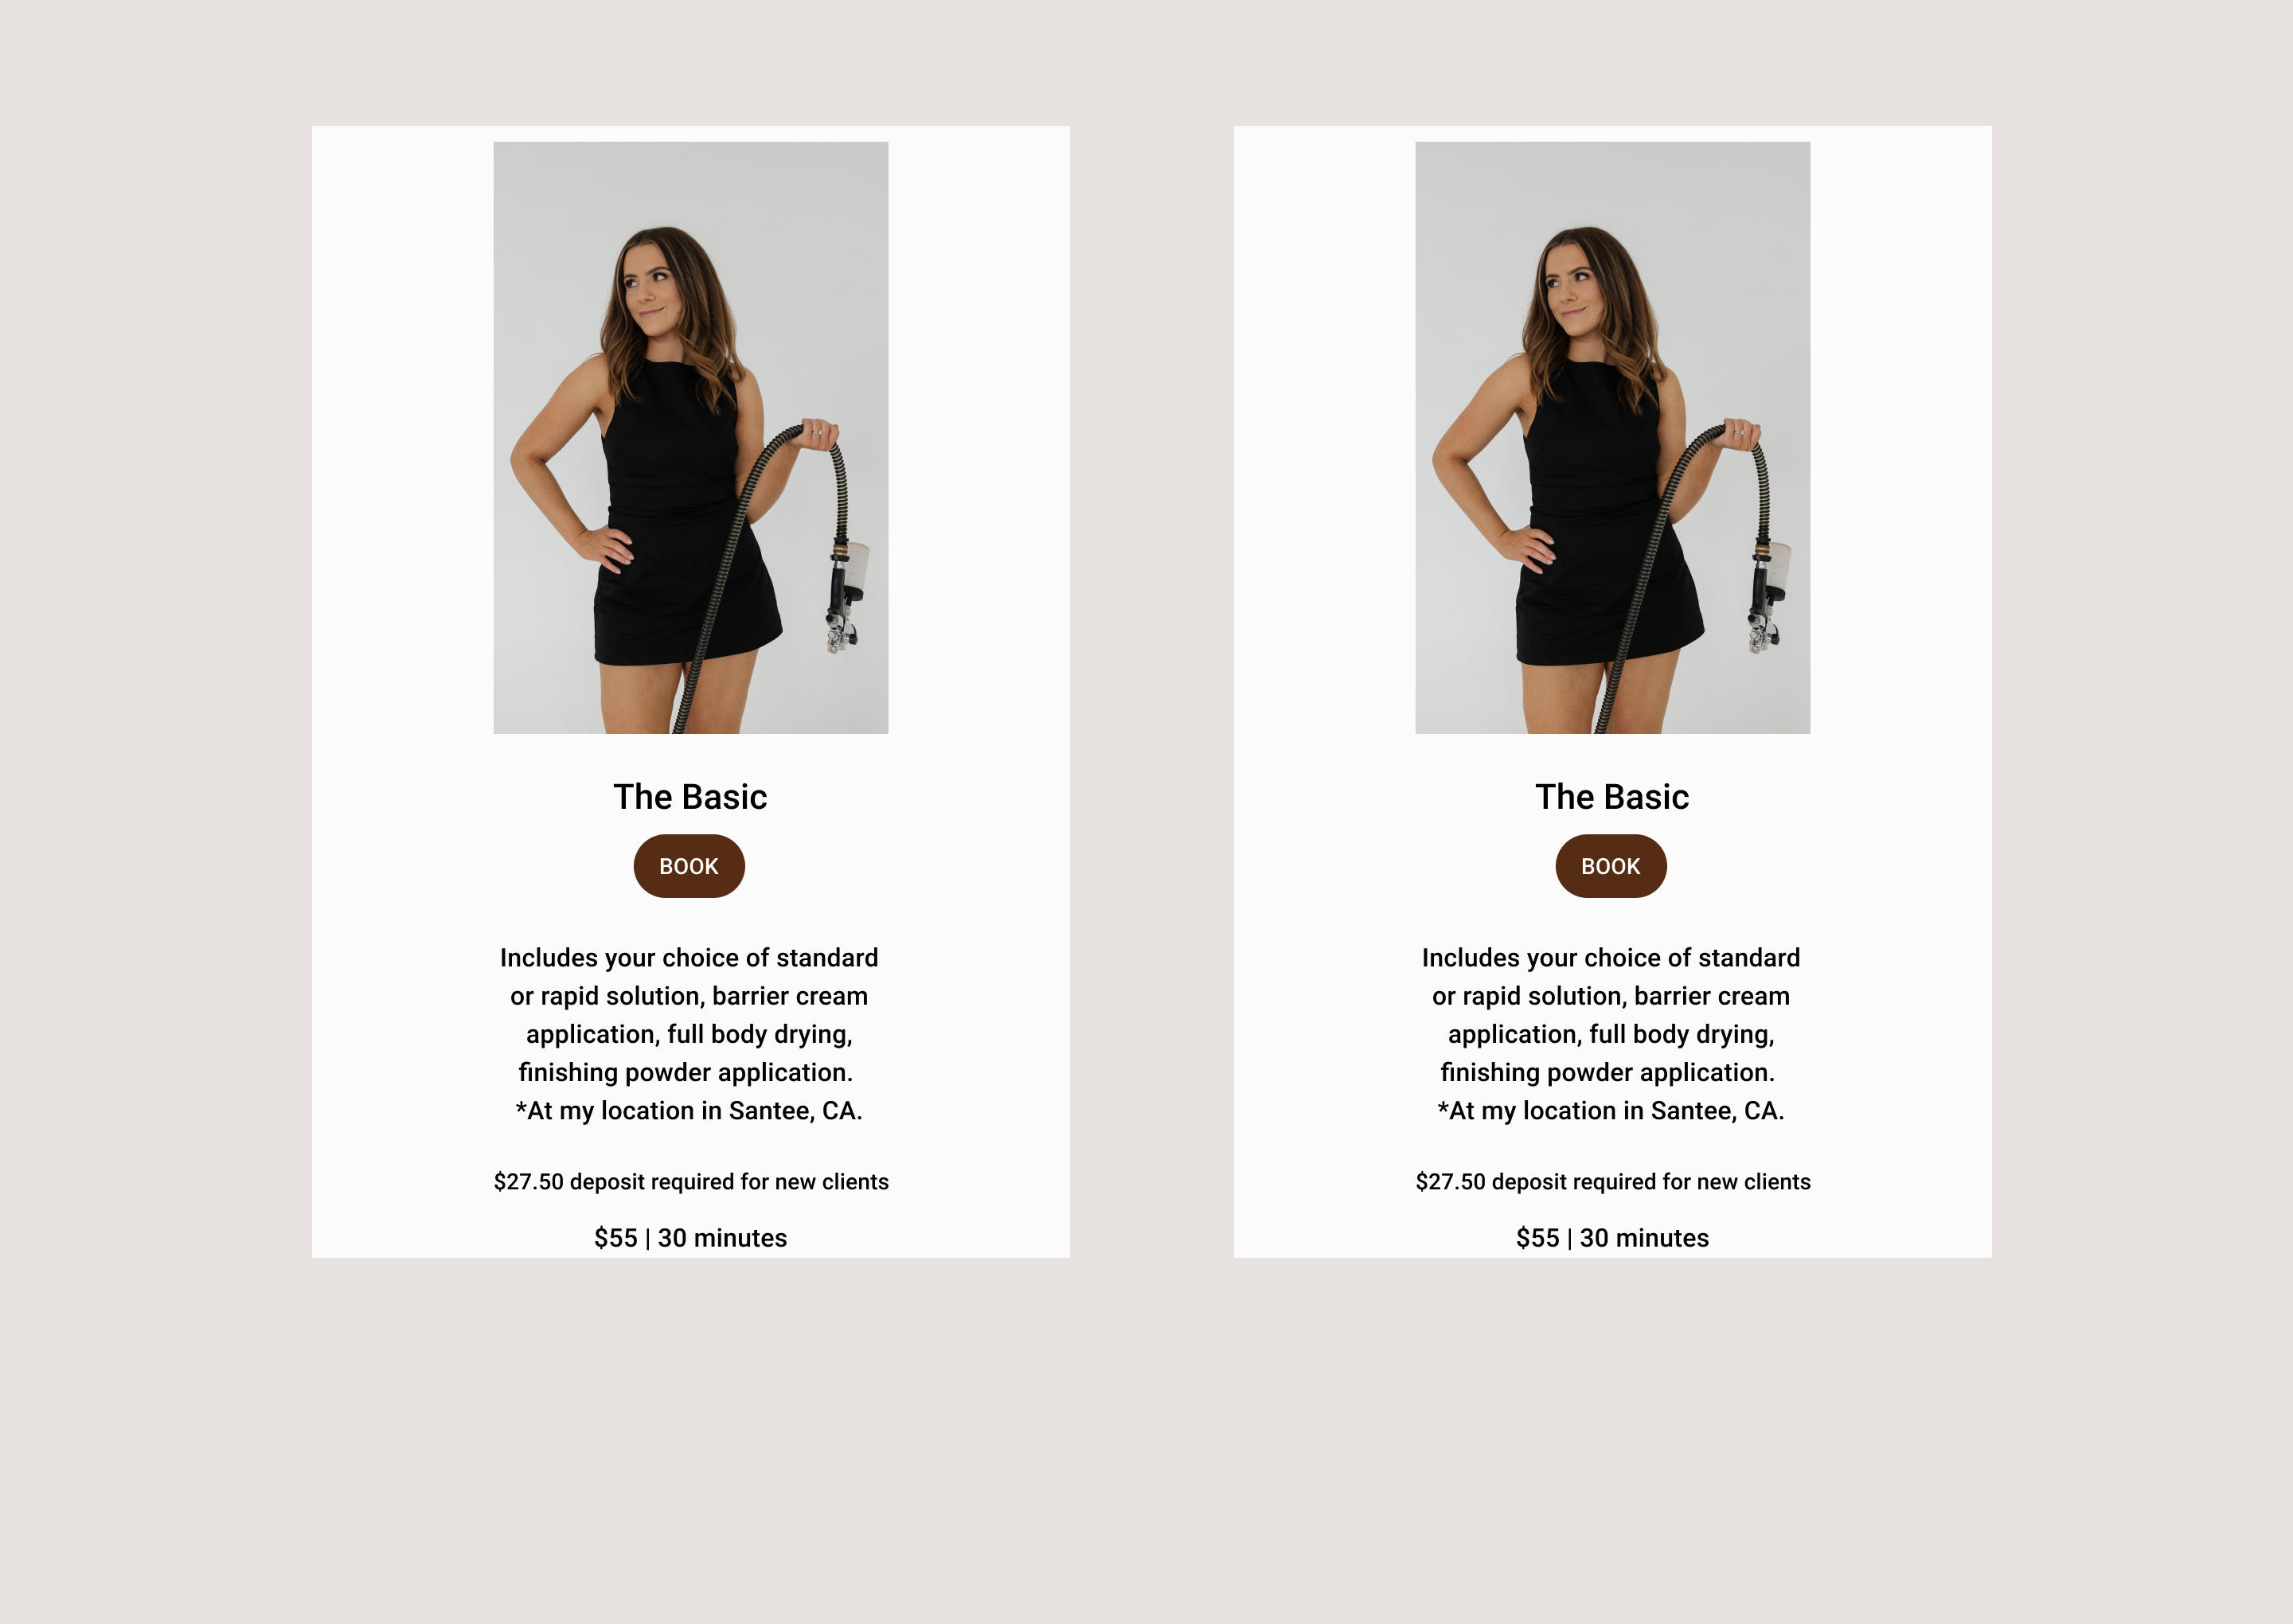 The Basic
BOOK
Includes your choice of standard
or rapid solution, barrier cream
application, full body drying,
finishing powder application.
*At my location in Santee, CA.
$27.50 deposit required for new clients
$55 | 30 minutes
The Basic
BOOK
Includes your choice of standard
or rapid solution, barrier cream
application, full body drying,
finishing powder application.
*At my location in Santee, CA.
$27.50 deposit required for new clients
$55 | 30 minutes